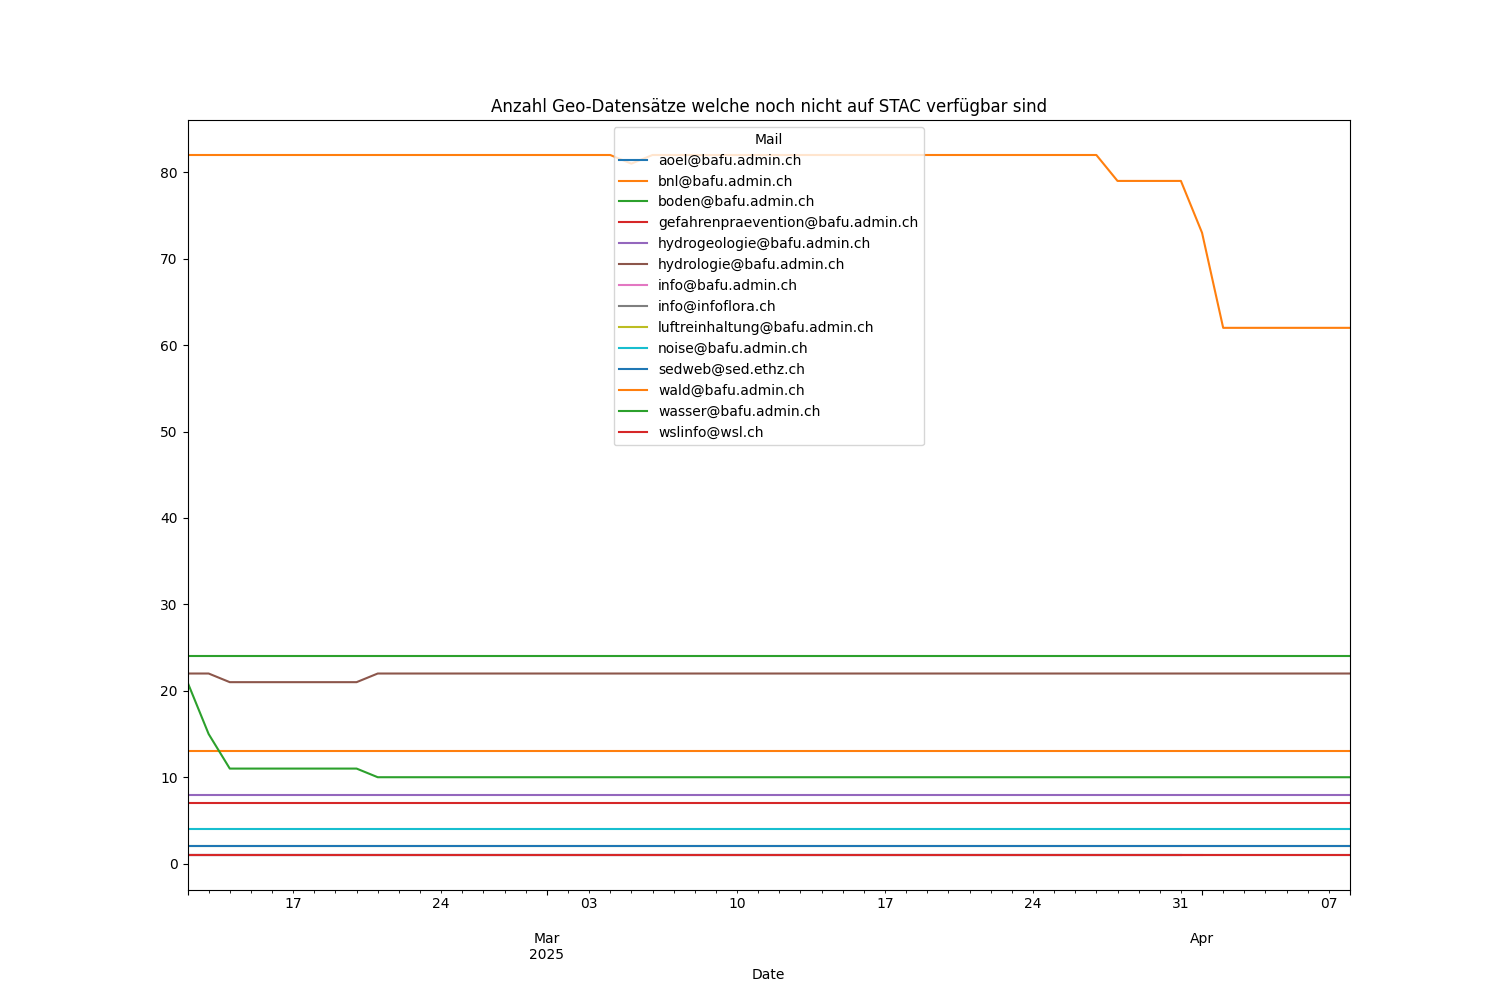 Anzahl Geo-Datensätze welche noch nicht auf STAC verfügbar sind
Mail
aoel@bafu.admin.ch
bnl@bafu.admin.ch
boden@bafu.admin.ch
gefahrenpraevention@bafu.admin.ch
hydrogeologie@bafu.admin.ch
hydrologie@bafu.admin.ch
info@bafu.admin.ch
info@infoflora.ch
luftreinhaltung@bafu.admin.ch
noise@bafu.admin.ch
sedweb@sed.ethz.ch
wald@bafu.admin.ch
wasser@bafu.admin.ch
wslinfo@wsl.ch
80
70
60
50
40
30
20
10
0
17 24 03 10 17 24 31 07
Mar Apr
2025
Date